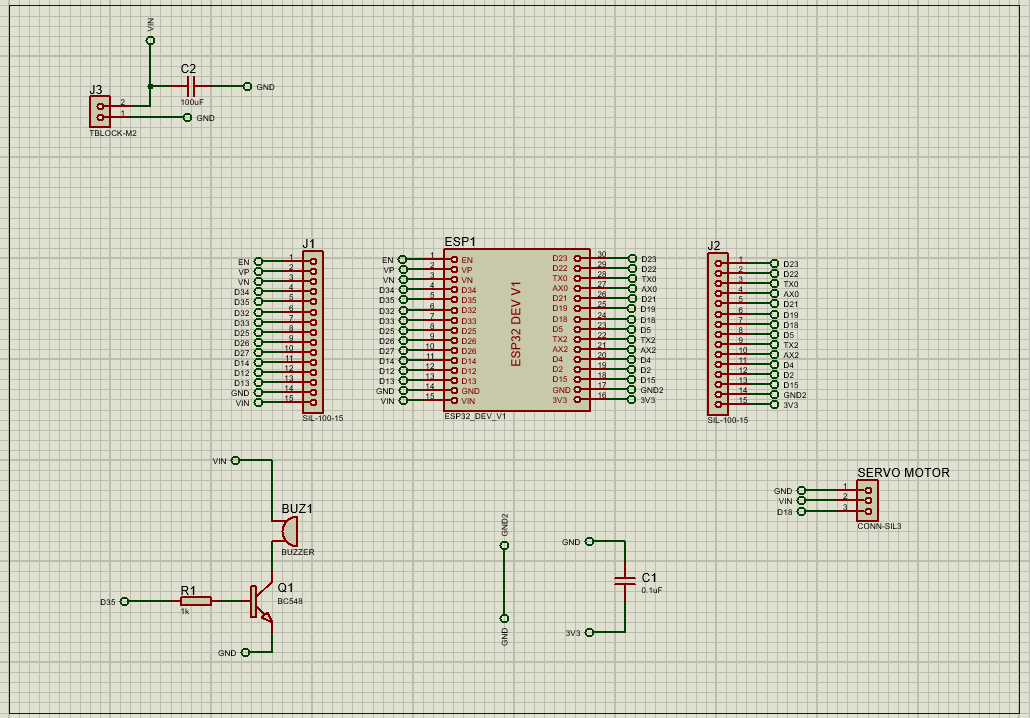 VIN
C2
100uF
GND
J3
2
1
GND
TBLOCK-M2
J1
EN 1
VP 2
VN 3
D34 4
D35 5
D32 6
D33 7
D25 8
D26 9
D27 10
D14 11
D12 12
D13 13
GND 14
VIN 15
SIL-100-15
ESP1
EN 1 EN D23 30 D23
VP 2 VP D22 29 D22
VN 3 VN TX0 28 TX0
D34 4 D34 AX0 27 AX0
D35 5 D35 D21 26 D21
D32 6 D32 D19 25 D19
D33 7 D33 D18 24 D18
D25 8 D25 D5 23 D5
D26 9 D26 TX2 22 TX2
D27 10 D26 AX2 21 AX2
D14 11 D14 D4 20 D4
D12 12 D12 D2 19 D2
D13 13 D13 D15 18 D15
GND 14 GND GND 17 GND2
VIN 15 VIN 3V3 16 3V3
ESP32 DEV V1
ESP32_DEV_V1
J2
1 D23
2 D22
3 TX0
4 AX0
5 D21
6 D19
7 D18
8 D5
9 TX2
10 AX2
11 D4
12 D2
13 D15
14 GND2
15 3V3
SIL-100-15
VIN
BUZ1
BUZZER
D35
R1
1k
Q1
BC548
GND
GND2
GND
GND
C1
0.1uF
3V3
SERVO MOTOR
GND 1
VIN 2
D18 3
CONN-SIL3